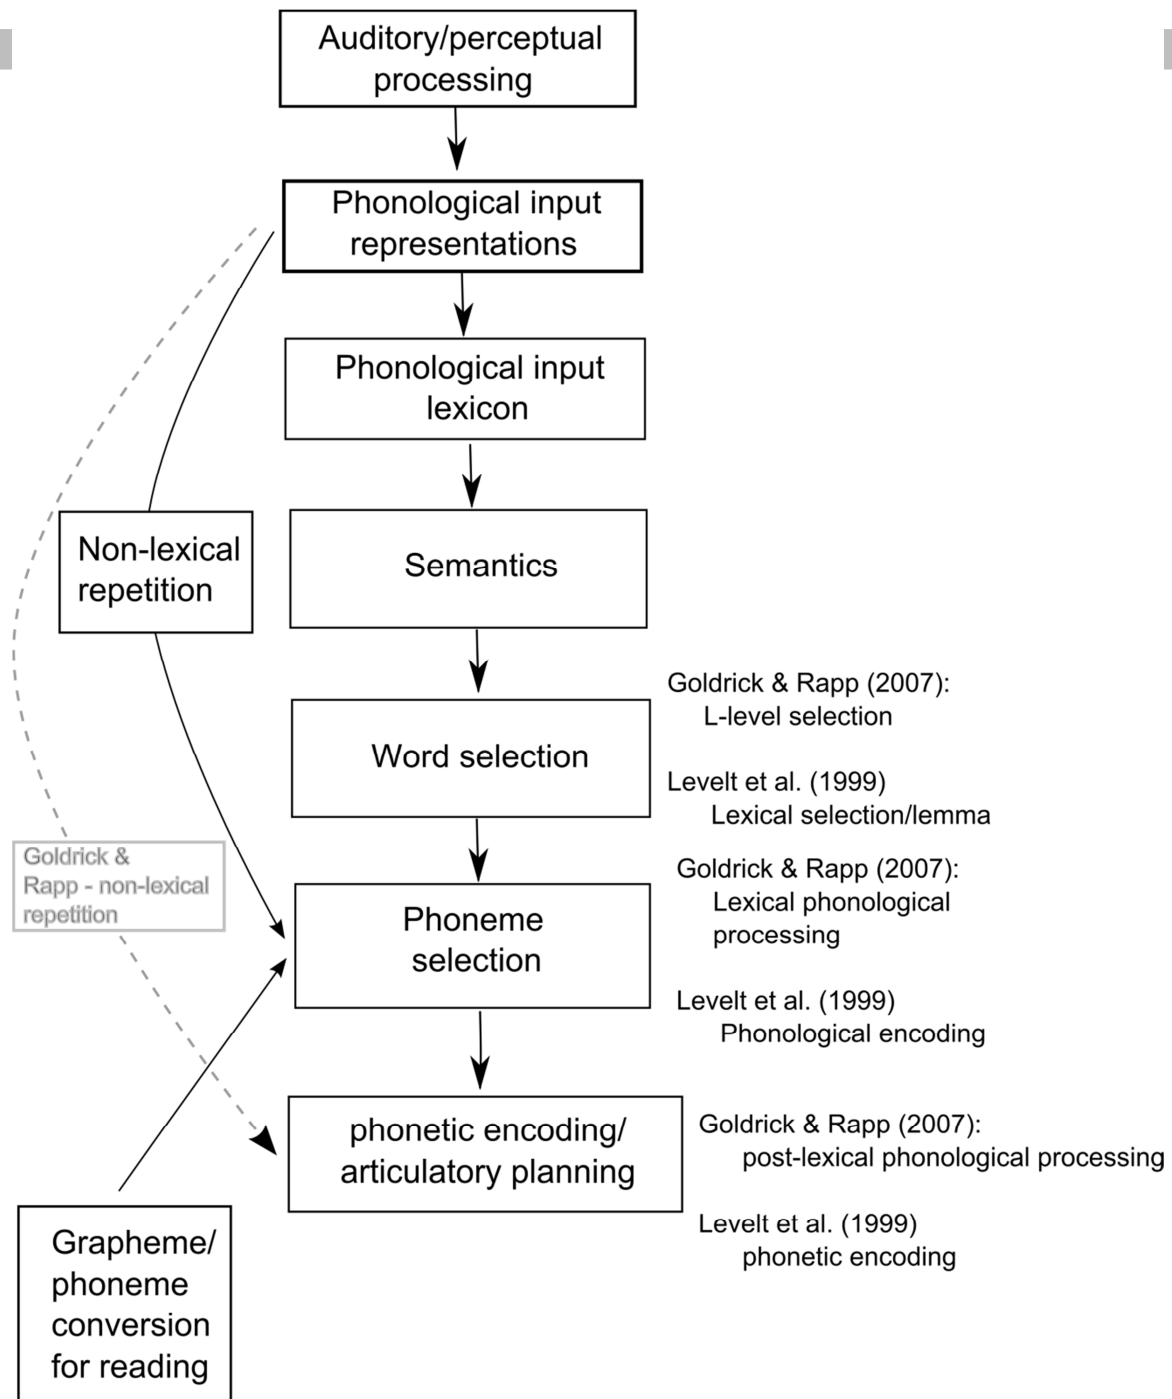 Auditory/perceptual
processing
Phonological input
representations
Phonological input
lexicon
Non-lexical
repetition
Semantics
Word selection
Goldrick & Rapp (2007):
L-level selection
Levelt et al. (1999)
Lexical selection/lemma
Goldrick &
Rapp - non-lexical
repetition
Phoneme
selection
Goldrick & Rapp (2007):
Lexical phonological
processing
Levelt et al. (1999)
Phonological encoding
phonetic encoding/
articulatory planning
Goldrick & Rapp (2007):
post-lexical phonological processing
Levelt et al. (1999)
phonetic encoding
Grapheme/
phoneme
conversion
for reading